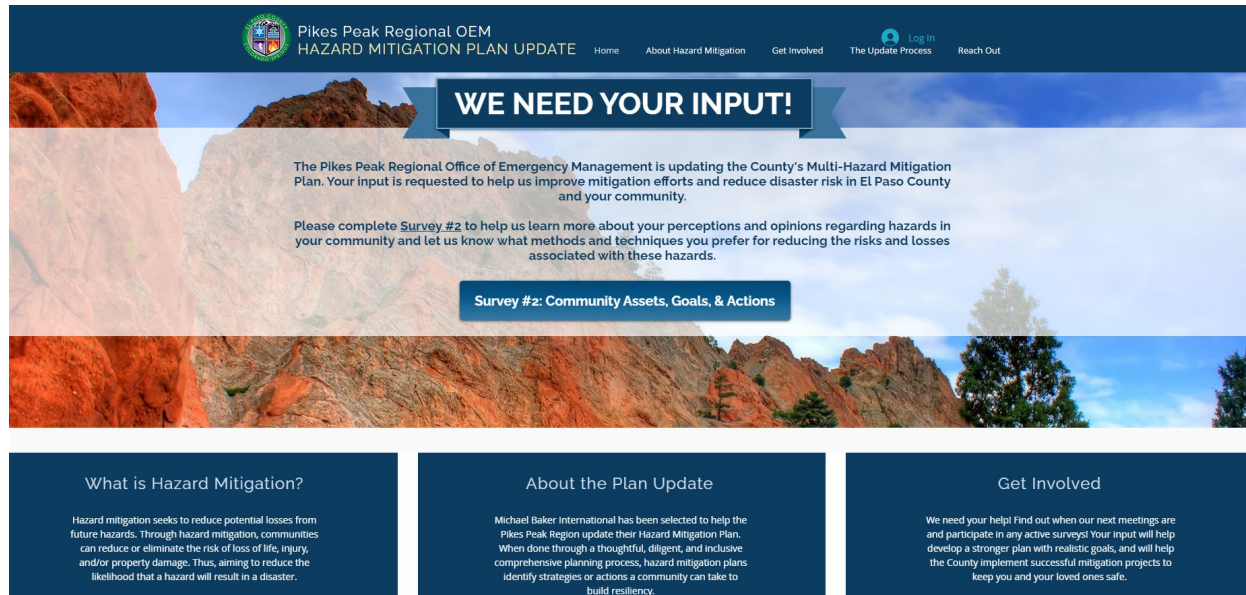 Pikes Peak Regional OEM
HAZARD MITIGATION PLAN UPDATE
Home
About Hazard Mitigation
Get Involved
The Update Process
Reach Out
Log In
WE NEED YOUR INPUT!
The Pikes Peak Regional Office of Emergency Management is updating the County's Multi-Hazard Mitigation
Plan. Your input is requested to help us improve mitigation efforts and reduce disaster risk in El Paso County
and your community.
Please complete Survey #2 to help us learn more about your perceptions and opinions regarding hazards in
your community and let us know what methods and techniques you prefer for reducing the risks and losses
associated with these hazards.
Survey #2: Community Assets, Goals, & Actions
What is Hazard Mitigation?
Hazard mitigation seeks to reduce potential losses from
future hazards. Through hazard mitigation, communities
can reduce or eliminate the risk of loss of life, injury,
and/or property damage. Thus, aiming to reduce the
likelihood that a hazard will result in a disaster.
About the Plan Update
Michael Baker International has been selected to help the
Pikes Peak Region update their Hazard Mitigation Plan.
When done through a thoughtful, diligent, and inclusive
comprehensive planning process, hazard mitigation plans
identify strategies or actions a community can take to
build resiliency.
Get Involved
We need your help! Find out when our next meetings are
and participate in any active surveys! Your input will help
develop a stronger plan with realistic goals, and will help
the County implement successful mitigation projects to
keep you and your loved ones safe.